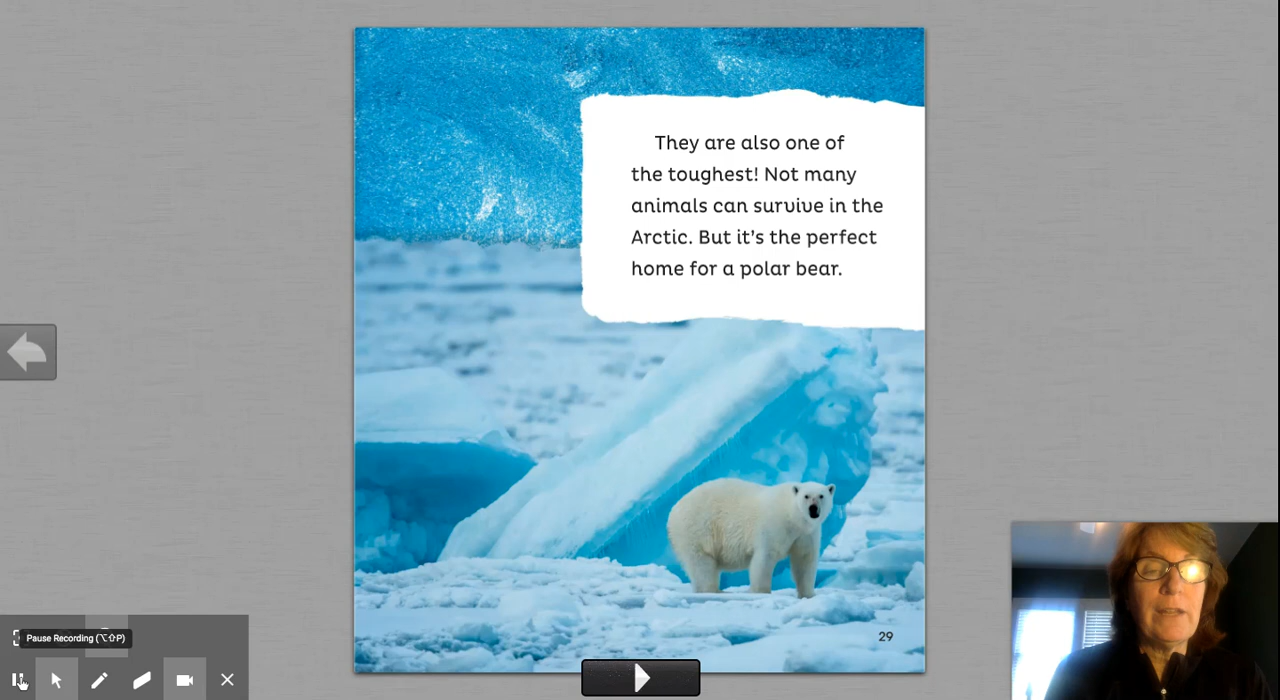 They are also one of
the toughest! Not many
animals can survive in the
Arctic. But it's the perfect
home for a polar bear.
29
Pause Recording (⌥⇧P)